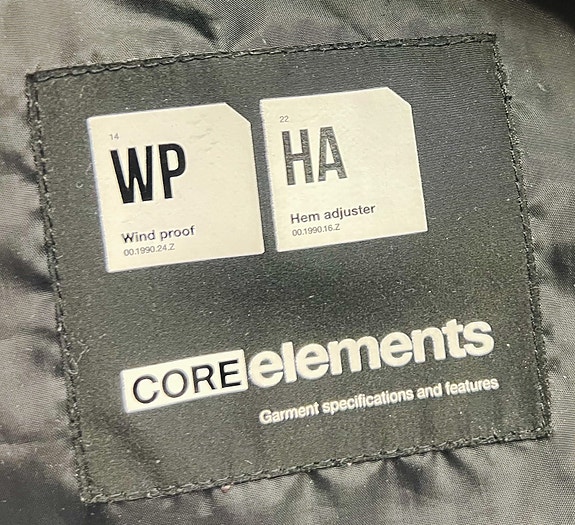 14
WP
Wind proof
00.1990.24.Z
22
HA
Hem adjuster
00.1990.16.Z
CORE elements
Garment specifications and features